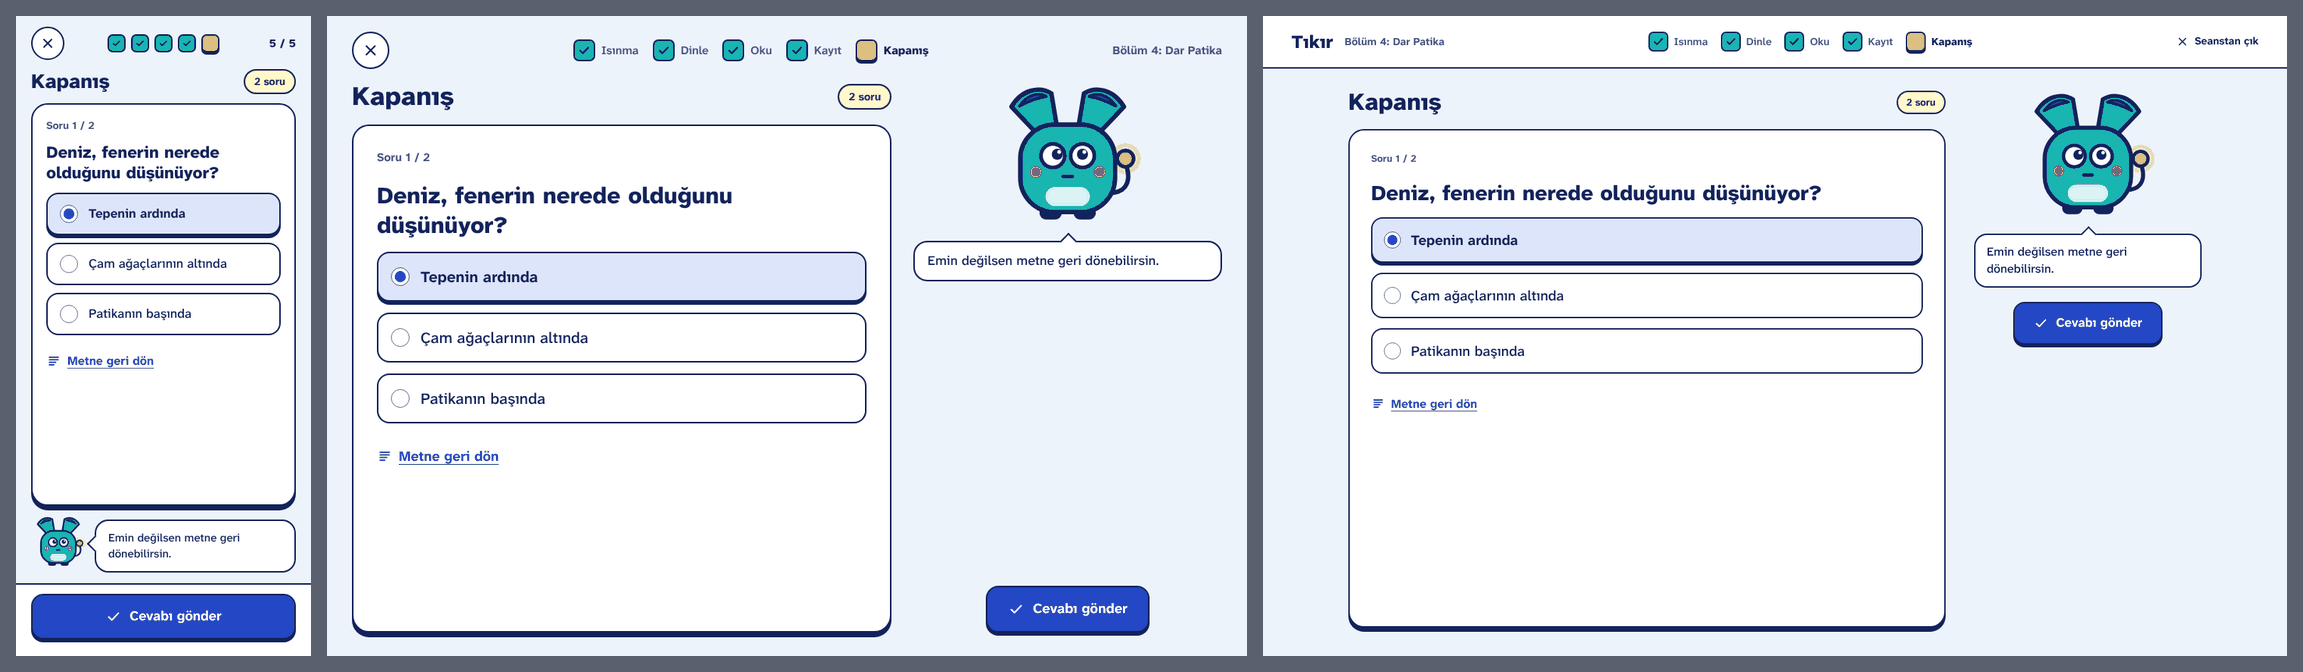 5 / 5
Kapanış
2 soru
Soru 1 / 2
Deniz, fenerin nerede
olduğunu düşünüyor?
Tepenin ardında
Çam ağaçlarının altında
Patikanın başında
Metne geri dön
Emin değilsen metne geri
dönebilirsin.
Cevabı gönder
Isınma
Dinle
Oku
Kayıt
Kapanış
Bölüm 4: Dar Patika
Kapanış
2 soru
Soru 1 / 2
Deniz, fenerin nerede olduğunu
düşünüyor?
Tepenin ardında
Çam ağaçlarının altında
Patikanın başında
Metne geri dön
Emin değilsen metne geri dönebilirsin.
Cevabı gönder
Tıkır
Bölüm 4: Dar Patika
Isınma
Dinle
Oku
Kayıt
Kapanış
Seanstan çık
Kapanış
2 soru
Soru 1 / 2
Deniz, fenerin nerede olduğunu düşünüyor?
Tepenin ardında
Çam ağaçlarının altında
Patikanın başında
Metne geri dön
Emin değilsen metne geri
dönebilirsin.
Cevabı gönder